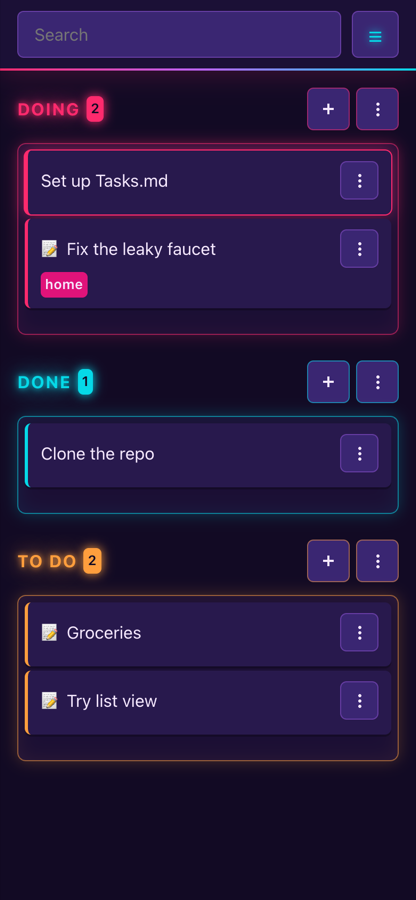 Search
DOING 2
Set up Tasks.md
📝 Fix the leaky faucet
home
DONE 1
Clone the repo
TO DO 2
📝 Groceries
📝 Try list view